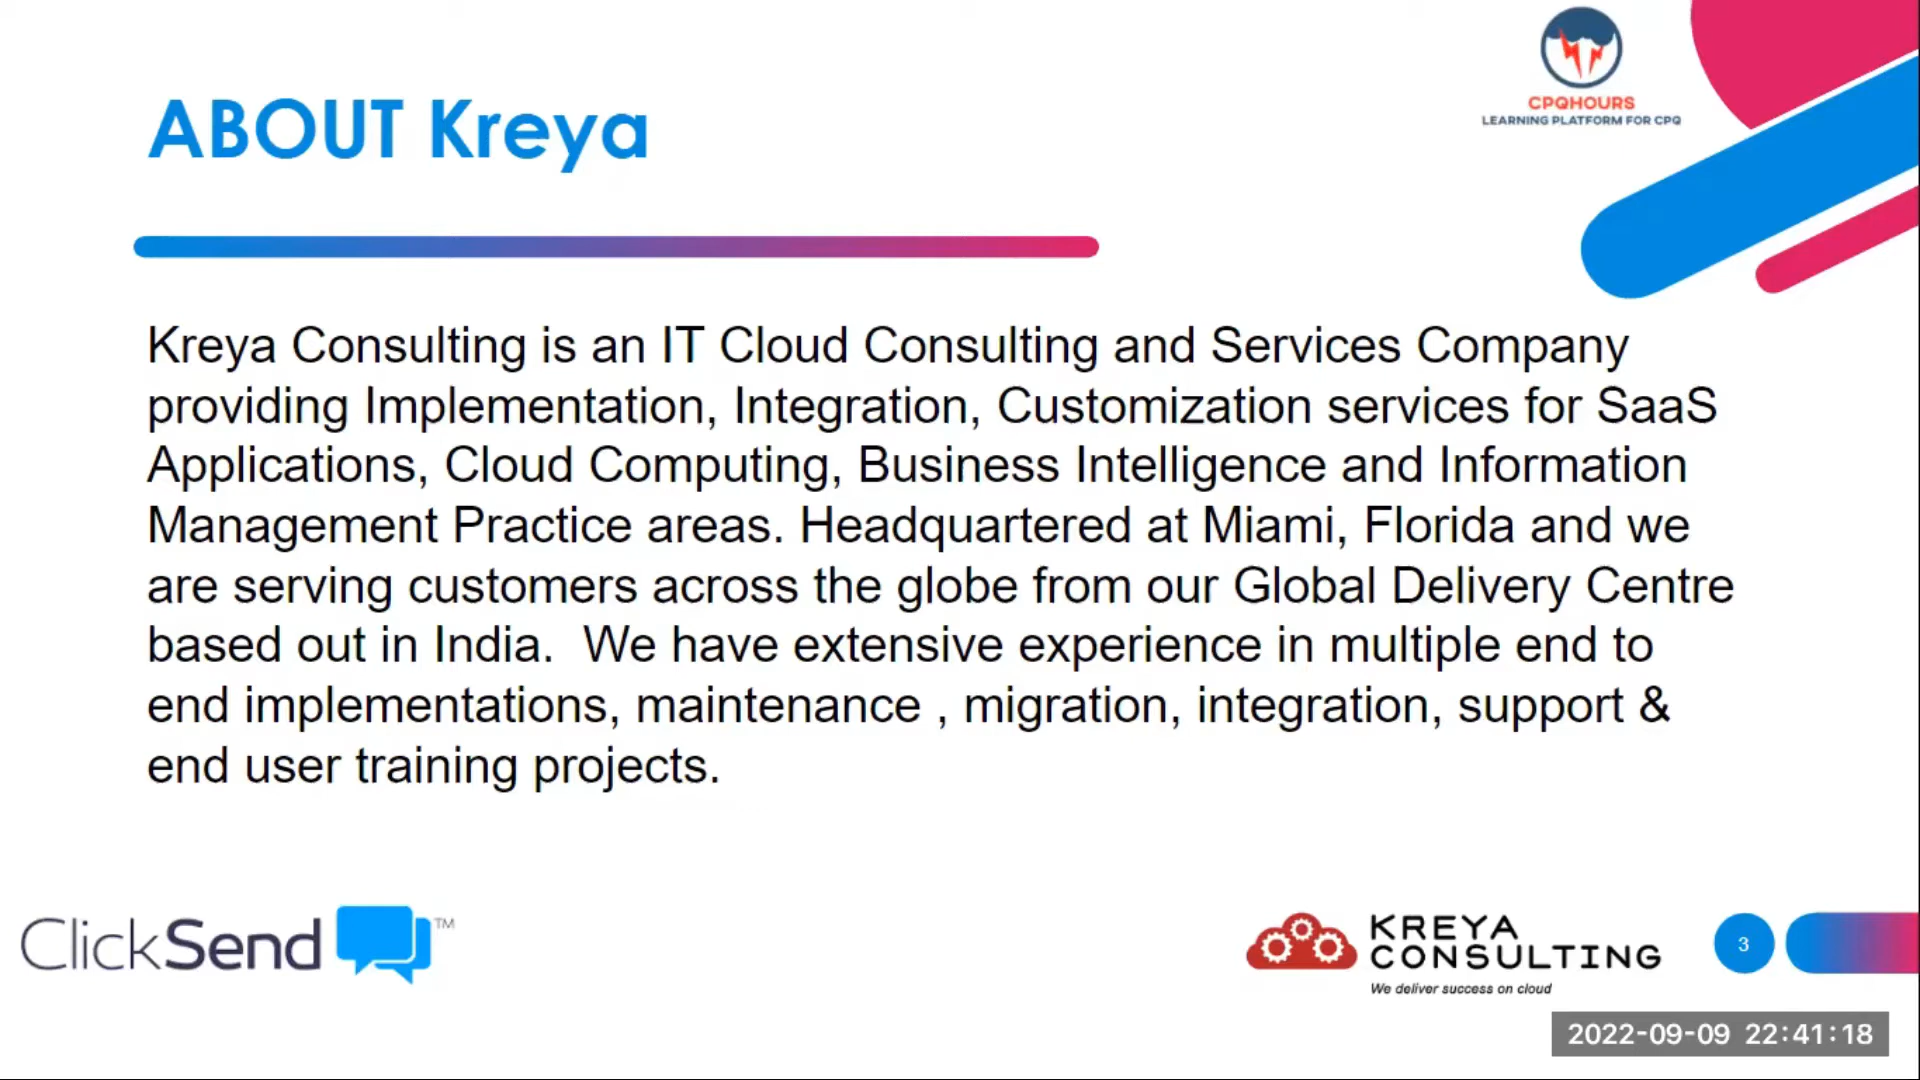 CPQHOURS
LEARNING PLATFORM FOR CPQ
ABOUT Kreya
Kreya Consulting is an IT Cloud Consulting and Services Company
providing Implementation, Integration, Customization services for SaaS
Applications, Cloud Computing, Business Intelligence and Information
Management Practice areas. Headquartered at Miami, Florida and we
are serving customers across the globe from our Global Delivery Centre
based out in India.  We have extensive experience in multiple end to
end implementations, maintenance , migration, integration, support &
end user training projects.
ClickSend™
KREYA
CONSULTING
We deliver success on cloud
3
2022-09-09 22:41:18